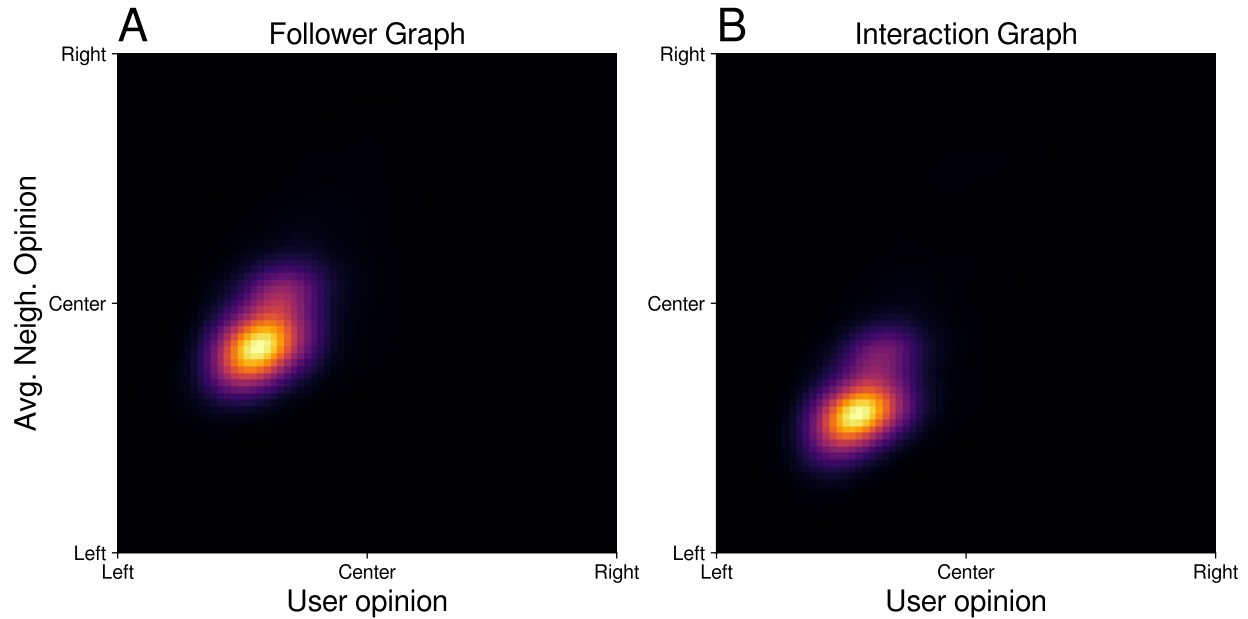 A
Follower Graph
Right
Center
Left
Avg. Neigh. Opinion
Left
Center
Right
User opinion
B
Interaction Graph
Right
Center
Left
Left
Center
Right
User opinion